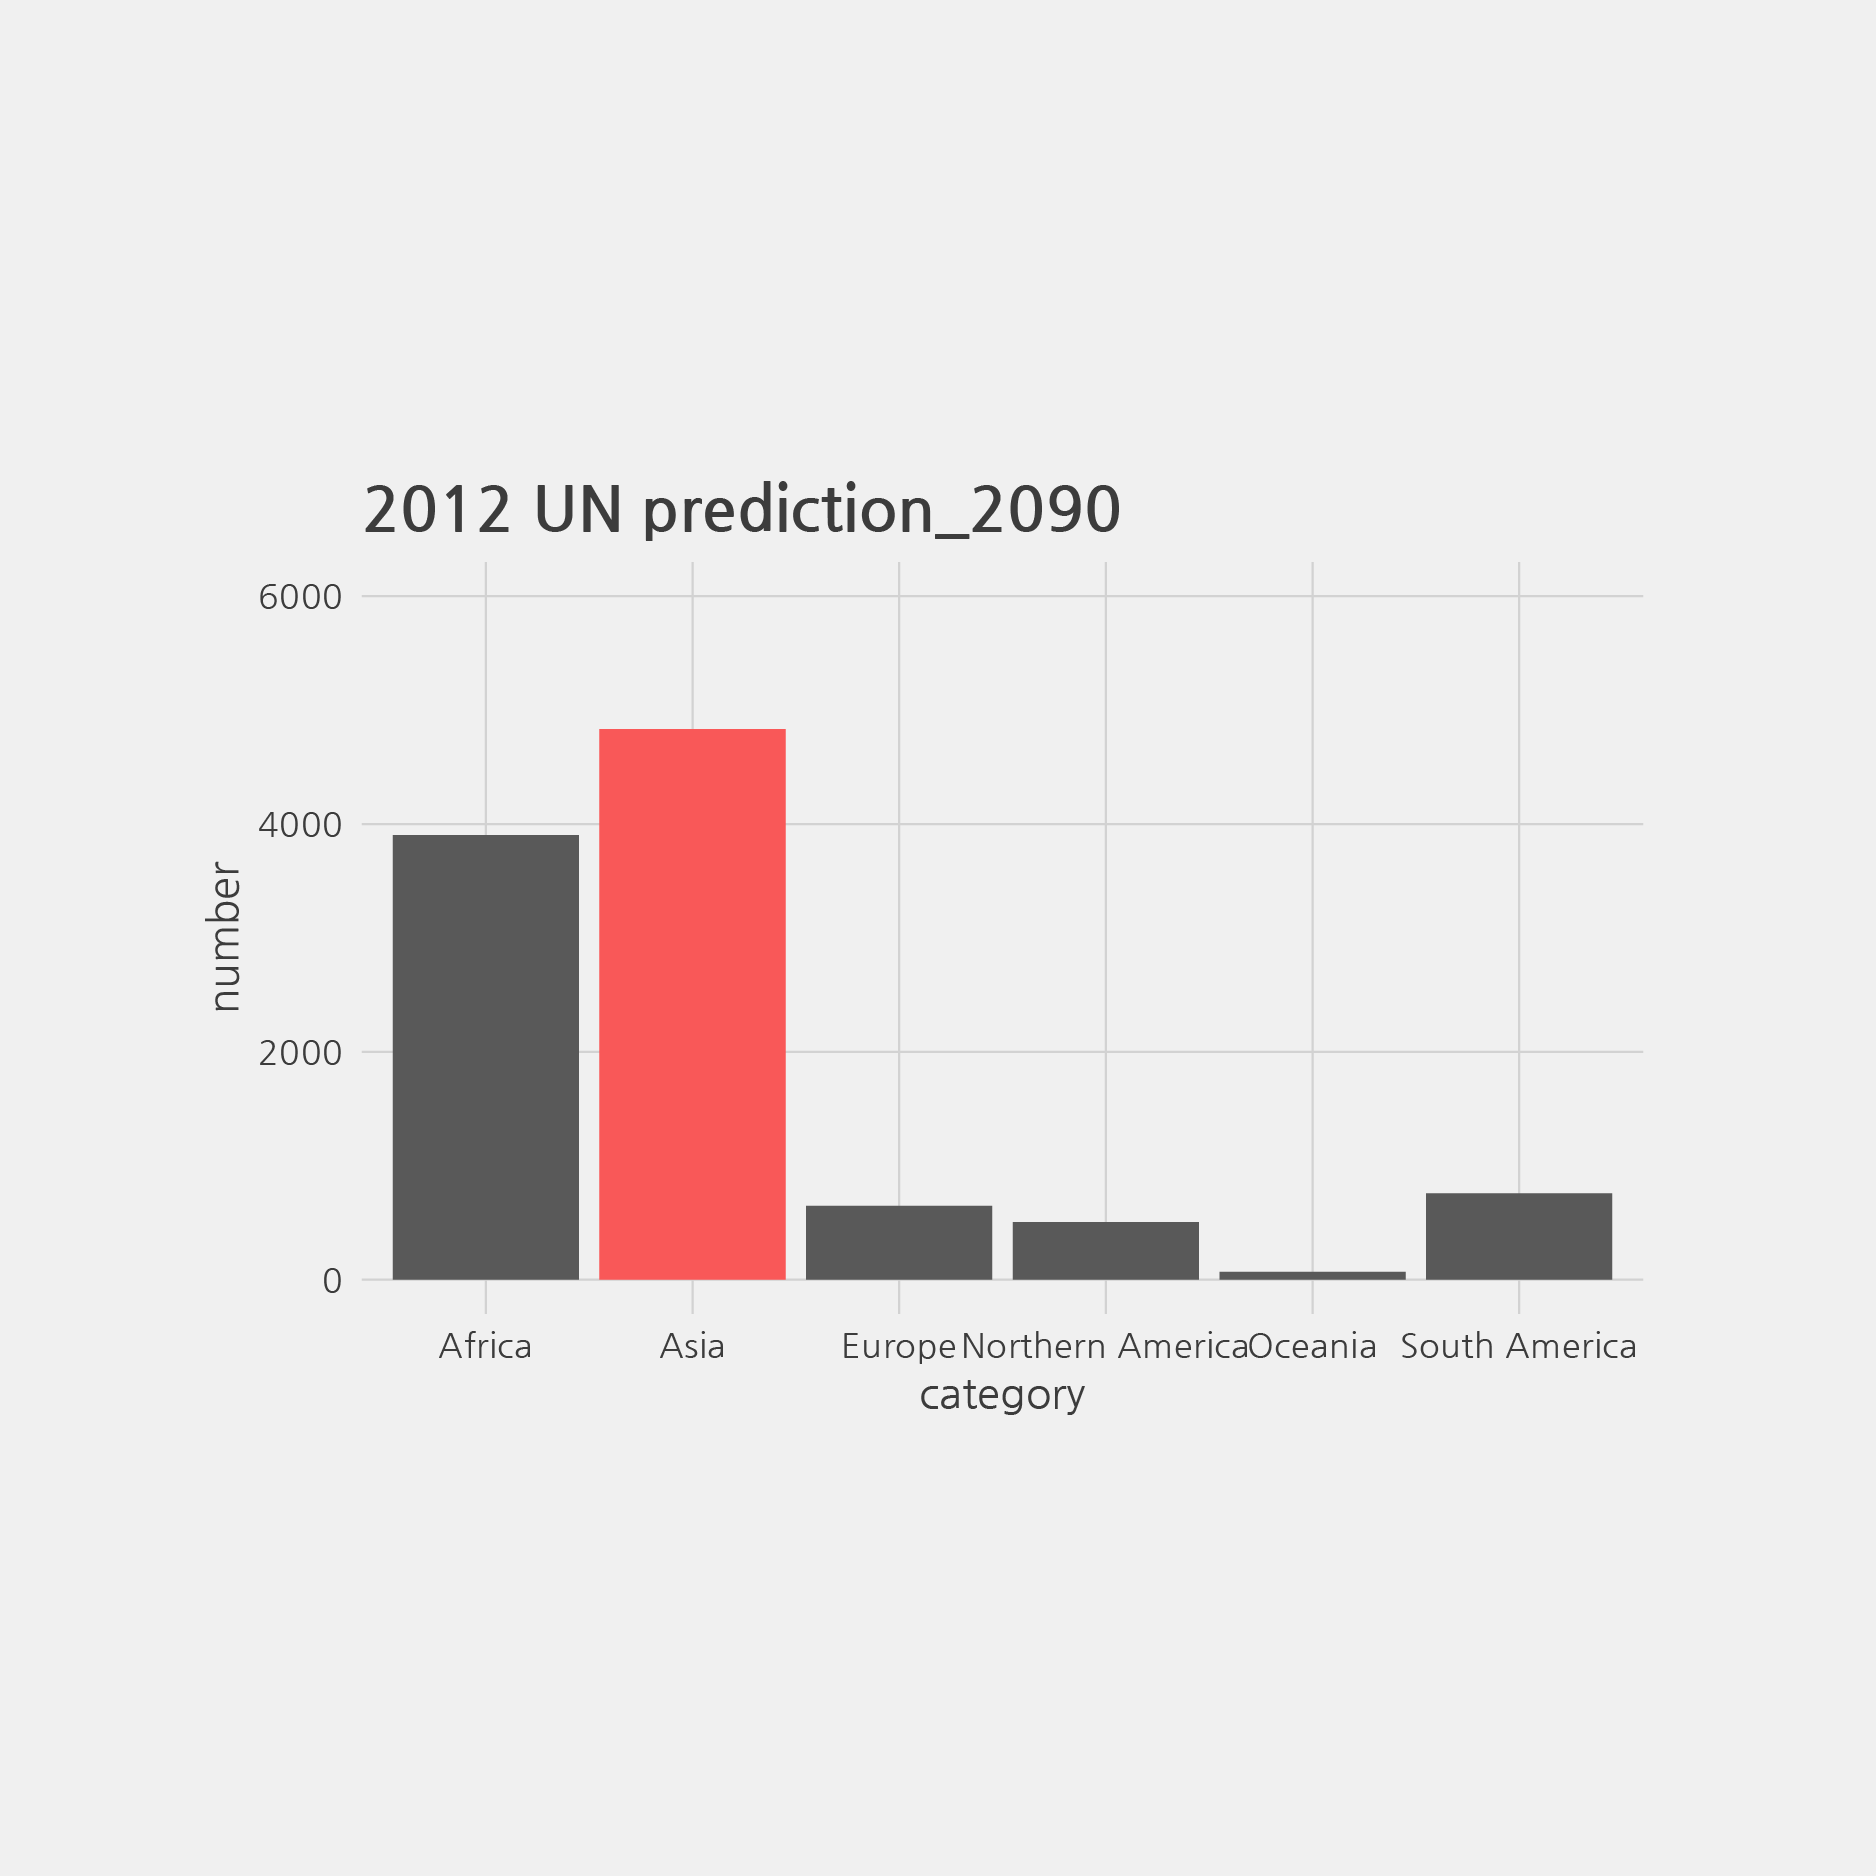 2012 UN prediction_2090
6000
4000
2000
0
number
Africa Asia Europe Northern America Oceania South America
category